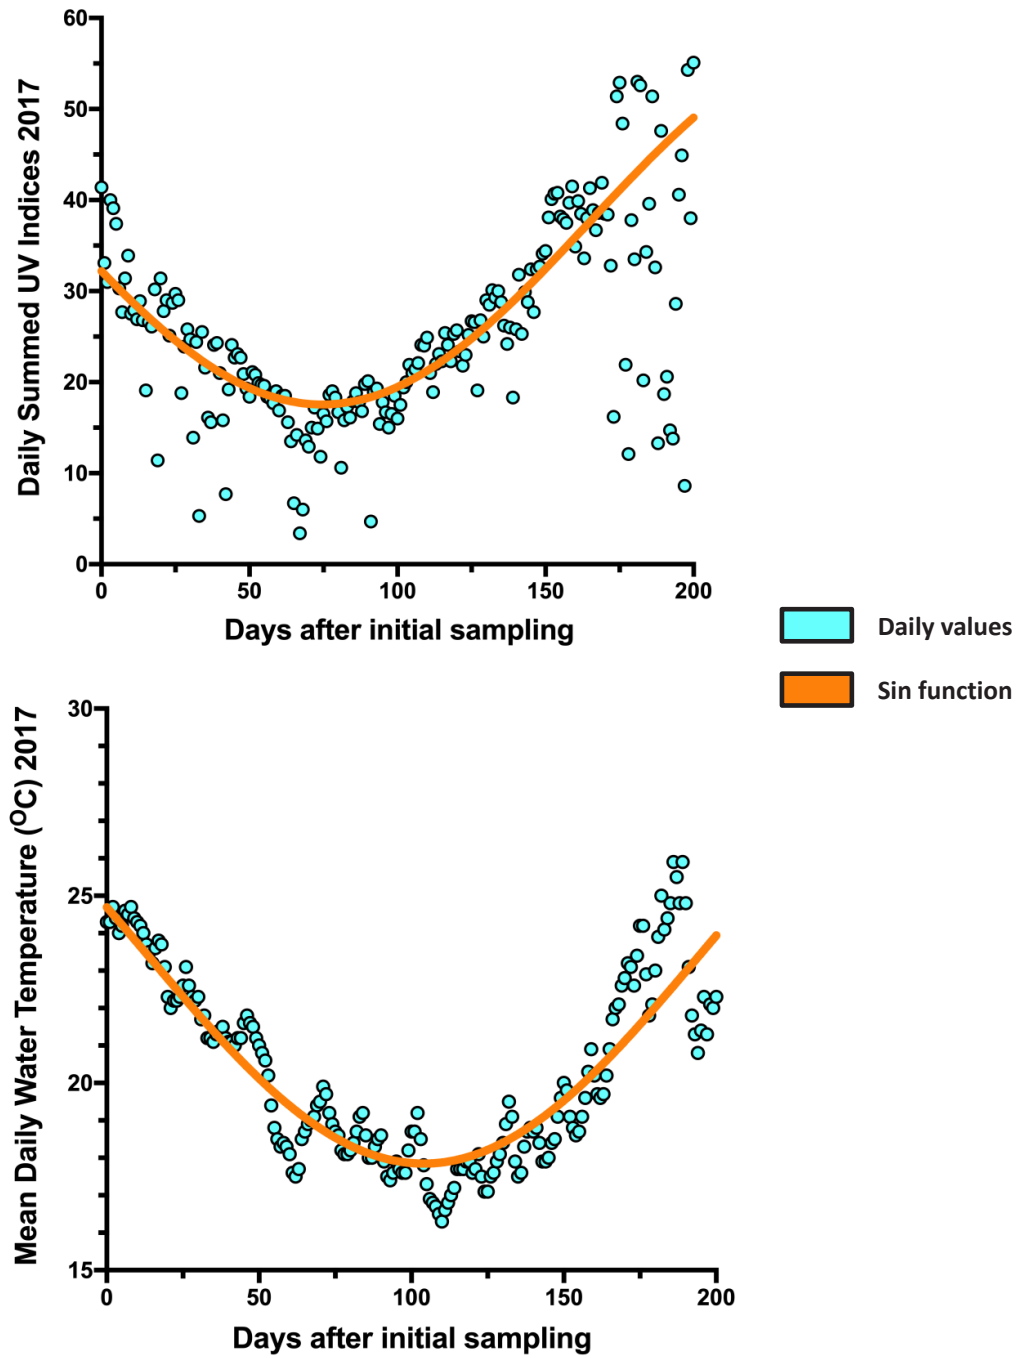 Daily Summed UV Indices 2017
60
50
40
30
20
10
0
0 50 100 150 200
Days after initial sampling
Daily values
Sin function
Mean Daily Water Temperature (ᴼC) 2017
30
25
20
15
0 50 100 150 200
Days after initial sampling